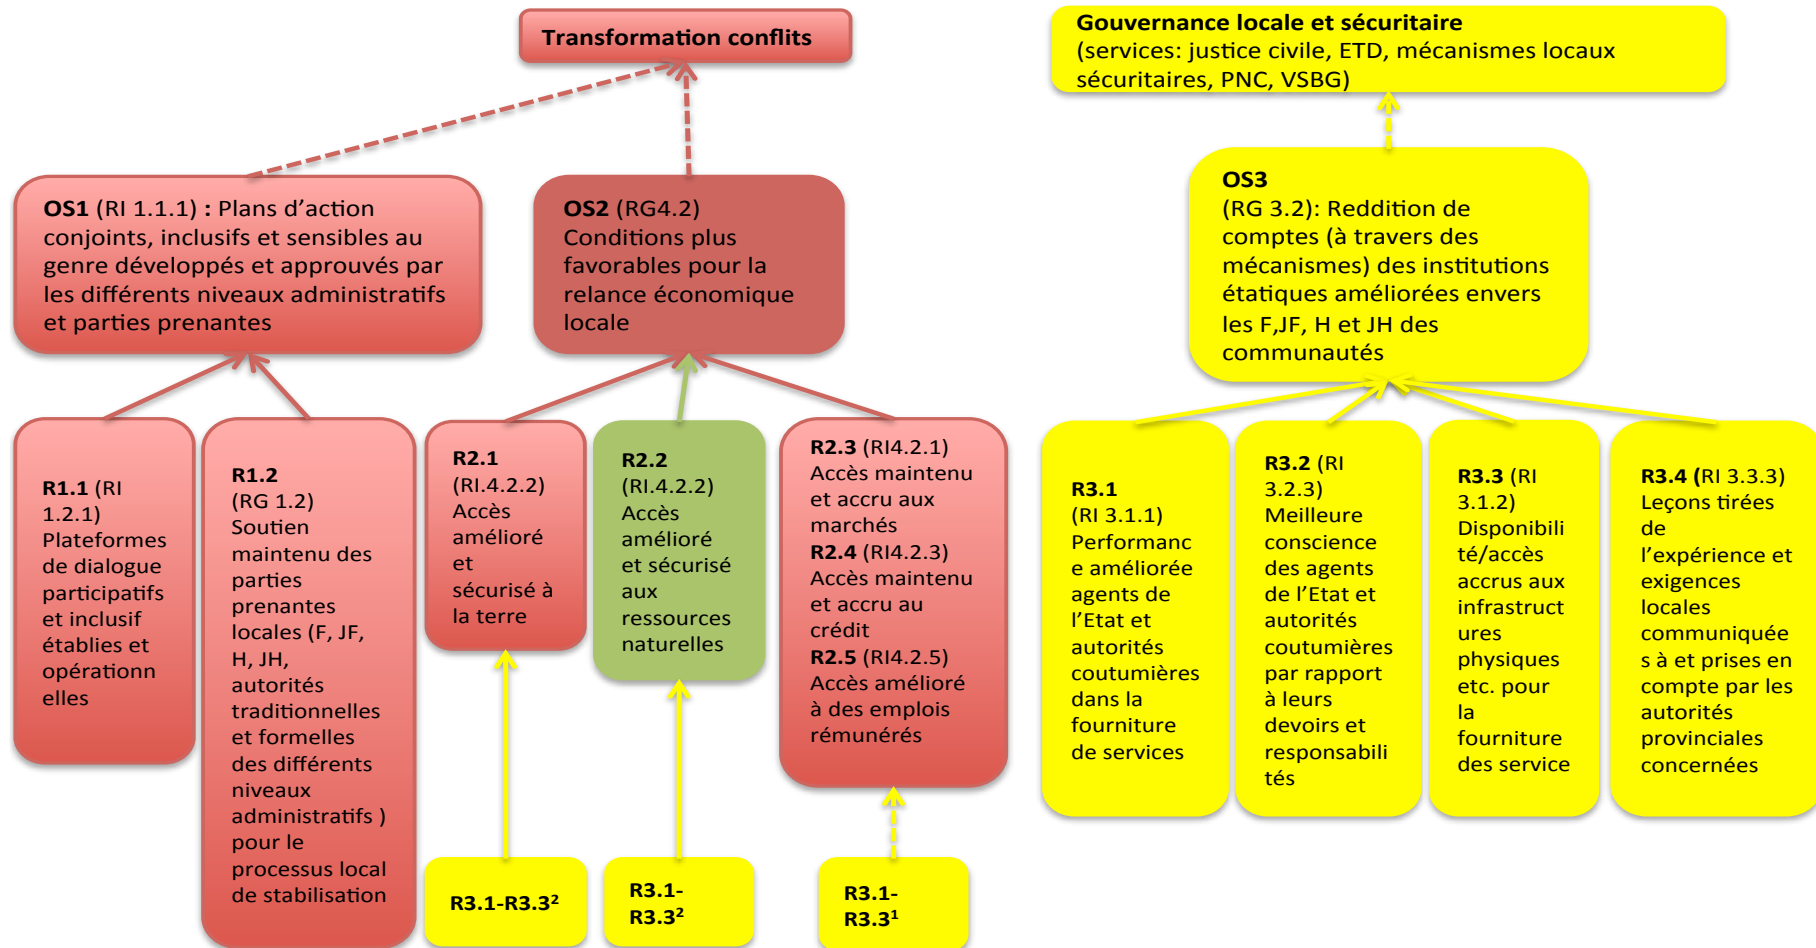 Transformation conflits
Gouvernance locale et sécuritaire
(services: justice civile, ETD, mécanismes locaux
sécuritaires, PNC, VSBG)
OS1 (RI 1.1.1) : Plans d’action
conjoints, inclusifs et sensibles au
genre développés et approuvés par
les différents niveaux administratifs
et parties prenantes
OS2 (RG4.2)
Conditions plus
favorables pour la
relance économique
locale
OS3
(RG 3.2): Reddition de
comptes (à travers des
mécanismes) des institutions
étatiques améliorées envers
les F,JF, H et JH des
communautés
R1.1 (RI
1.2.1)
Plateformes
de dialogue
participatifs
et inclusif
établies et
opérationn
elles
R1.2
(RG 1.2)
Soutien
maintenu des
parties
prenantes
locales (F, JF,
H, JH,
autorités
traditionnelles
et formelles
des différents
niveaux
administratifs )
pour le
processus local
de stabilisation
R2.1
(RI.4.2.2)
Accès
amélioré
et
sécurisé à
la terre
R2.2
(RI.4.2.2)
Accès
amélioré
et sécurisé
aux
ressources
naturelles
R2.3 (RI4.2.1)
Accès maintenu
et accru aux
marchés
R2.4 (RI4.2.3)
Accès maintenu
et accru au
crédit
R2.5 (RI4.2.5)
Accès amélioré
à des emplois
rémunérés
R3.1
(RI 3.1.1)
Performanc
e améliorée
agents de
l’Etat et
autorités
coutumières
dans la
fourniture
de services
R3.2 (RI
3.2.3)
Meilleure
conscience
des agents
de l’Etat et
autorités
coutumières
par rapport
à leurs
devoirs et
responsabili
tés
R3.3 (RI
3.1.2)
Disponibili
té/accès
accrus aux
infrastruct
ures
physiques
etc. pour
la
fourniture
des service
R3.4 (RI 3.3.3)
Leçons tirées
de
l’expérience et
exigences
locales
communiquée
s à et prises en
compte par les
autorités
provinciales
concernées
R3.1-R3.3²
R3.1-
R3.3²
R3.1-
R3.3¹